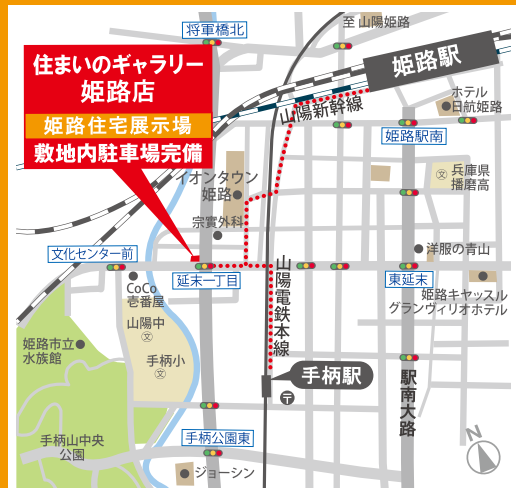 将軍橋北
至 山陽姫路
姫路駅
住まいのギャラリー
姫路店
姫路住宅展示場
敷地内駐車場完備
山陽新幹線
ホテル
日航姫路
姫路駅南
兵庫県
播磨高
文
イオンタウン
姫路
宗實外科
文化センター前
延末一丁目
山陽電鉄本線
洋服の青山
東延末
姫路キャッスル
グランヴィリオホテル
CoCo
壱番屋
山陽中
文
手柄小
文
姫路市立
水族館
手柄駅
〒
駅南大路
手柄山中央
公園
手柄公園東
ジョーシン
N